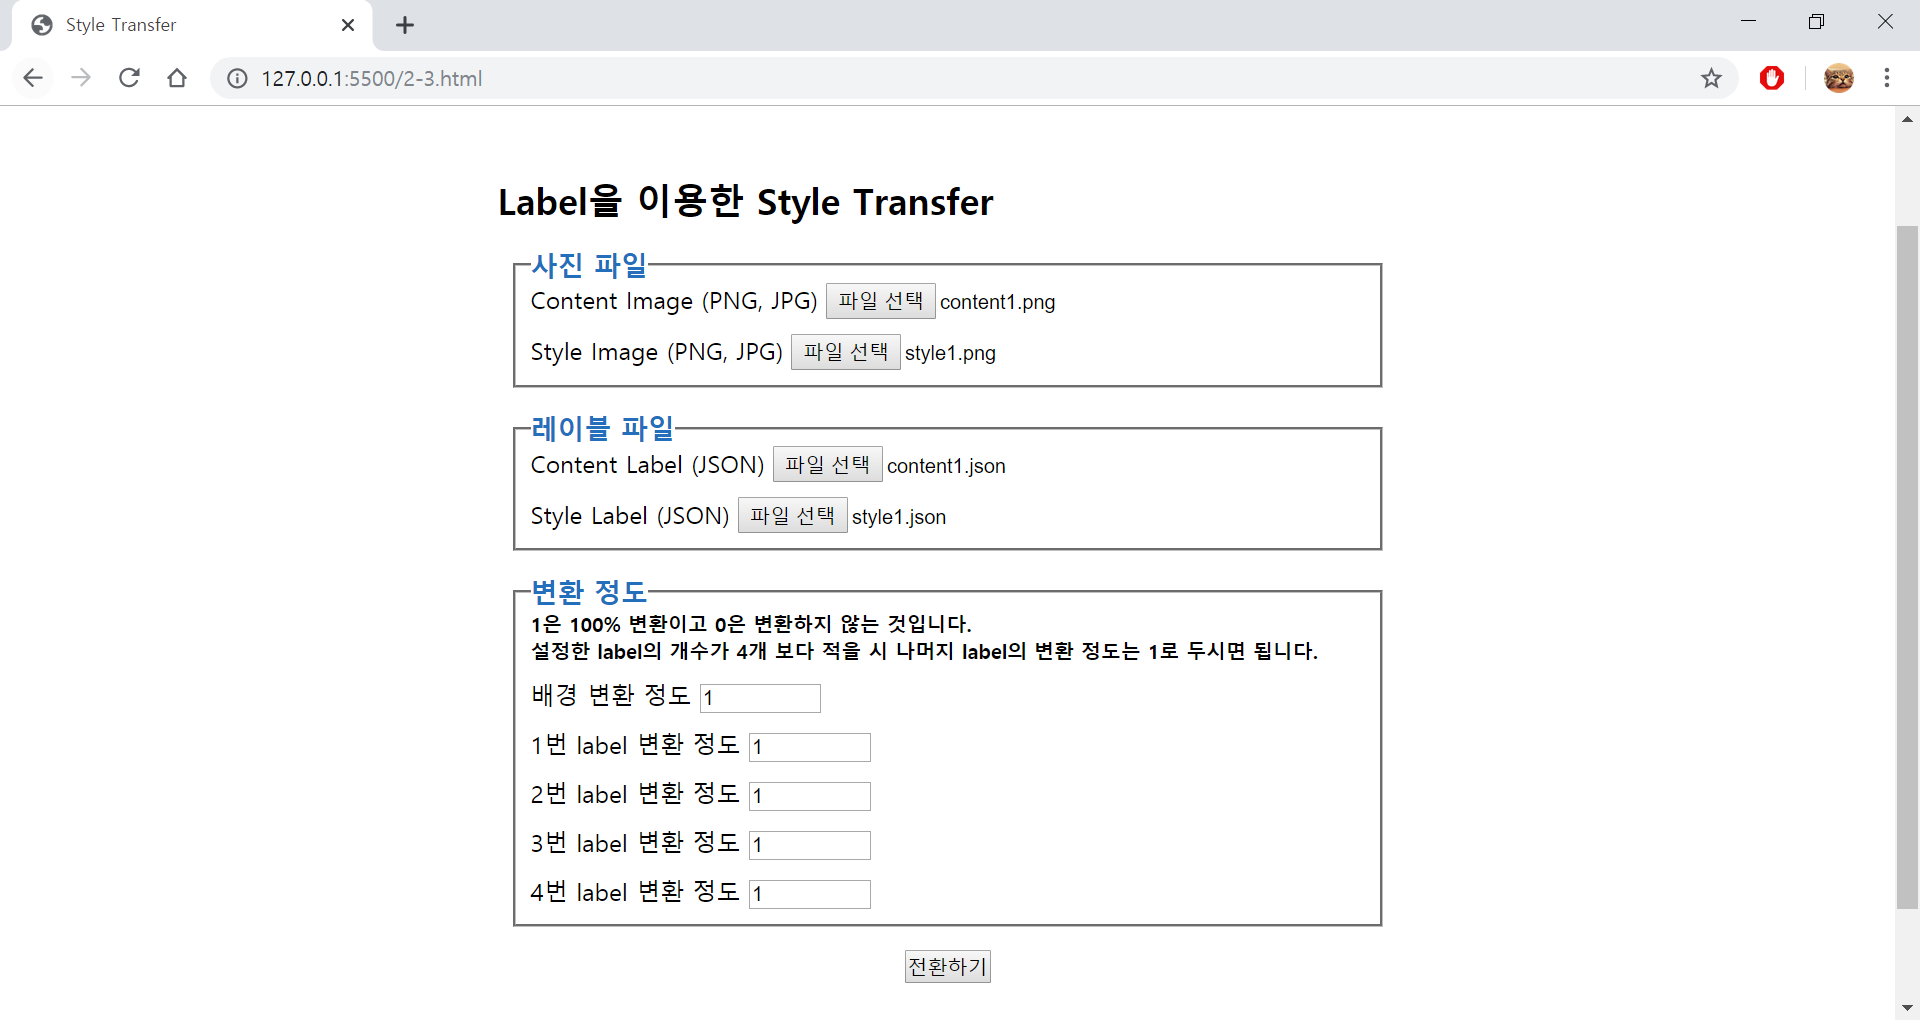 Style Transfer
127.0.0.1:5500/2-3.html
Label을 이용한 Style Transfer
사진 파일
Content Image (PNG, JPG) 파일 선택 content1.png
Style Image (PNG, JPG) 파일 선택 style1.png
레이블 파일
Content Label (JSON) 파일 선택 content1.json
Style Label (JSON) 파일 선택 style1.json
변환 정도
1은 100% 변환이고 0은 변환하지 않는 것입니다.
설정한 label의 개수가 4개 보다 적을 시 나머지 label의 변환 정도는 1로 두시면 됩니다.
배경 변환 정도 1
1번 label 변환 정도 1
2번 label 변환 정도 1
3번 label 변환 정도 1
4번 label 변환 정도 1
전환하기